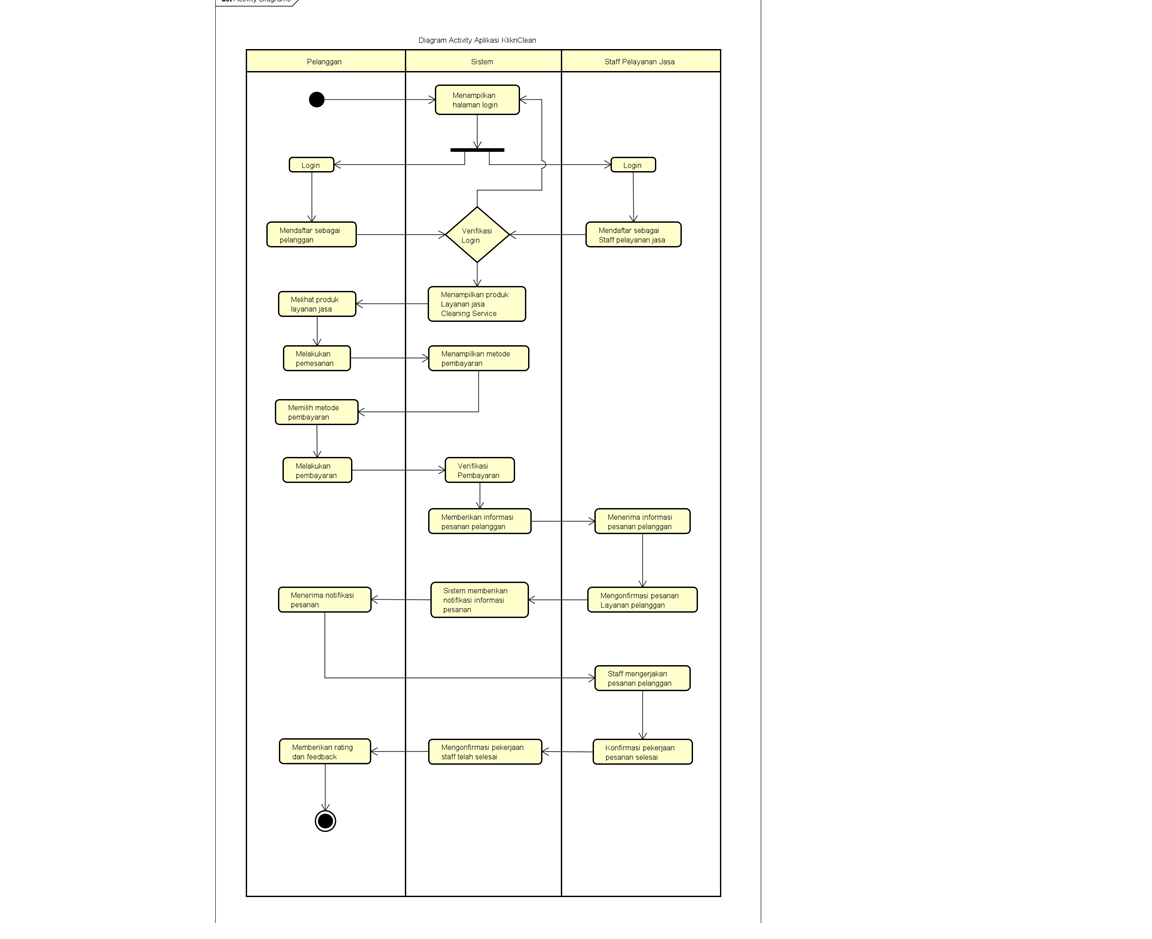 act Activity Diagram0
Diagram Activity Aplikasi KliknClean
Pelanggan
Sistem
Staff Pelayanan Jasa
Menampilkan
halaman login
Login
Login
Mendaftar sebagai
pelanggan
Verifikasi
Login
Mendaftar sebagai
Staff pelayanan jasa
Melihat produk
layanan jasa
Menampilkan produk
Layanan jasa
Cleaning Service
Melakukan
pemesanan
Menampilkan metode
pembayaran
Memilih metode
pembayaran
Melakukan
pembayaran
Verifikasi
Pembayaran
Memberikan informasi
pesanan pelanggan
Menerima informasi
pesanan pelanggan
Menerima notifikasi
pesanan
Sistem memberikan
notifikasi informasi
pesanan
Mengonfirmasi pesanan
Layanan pelanggan
Staff mengerjakan
pesanan pelanggan
Memberikan rating
dan feedback
Mengonfirmasi pekerjaan
staff telah selesai
Konfirmasi pekerjaan
pesanan selesai